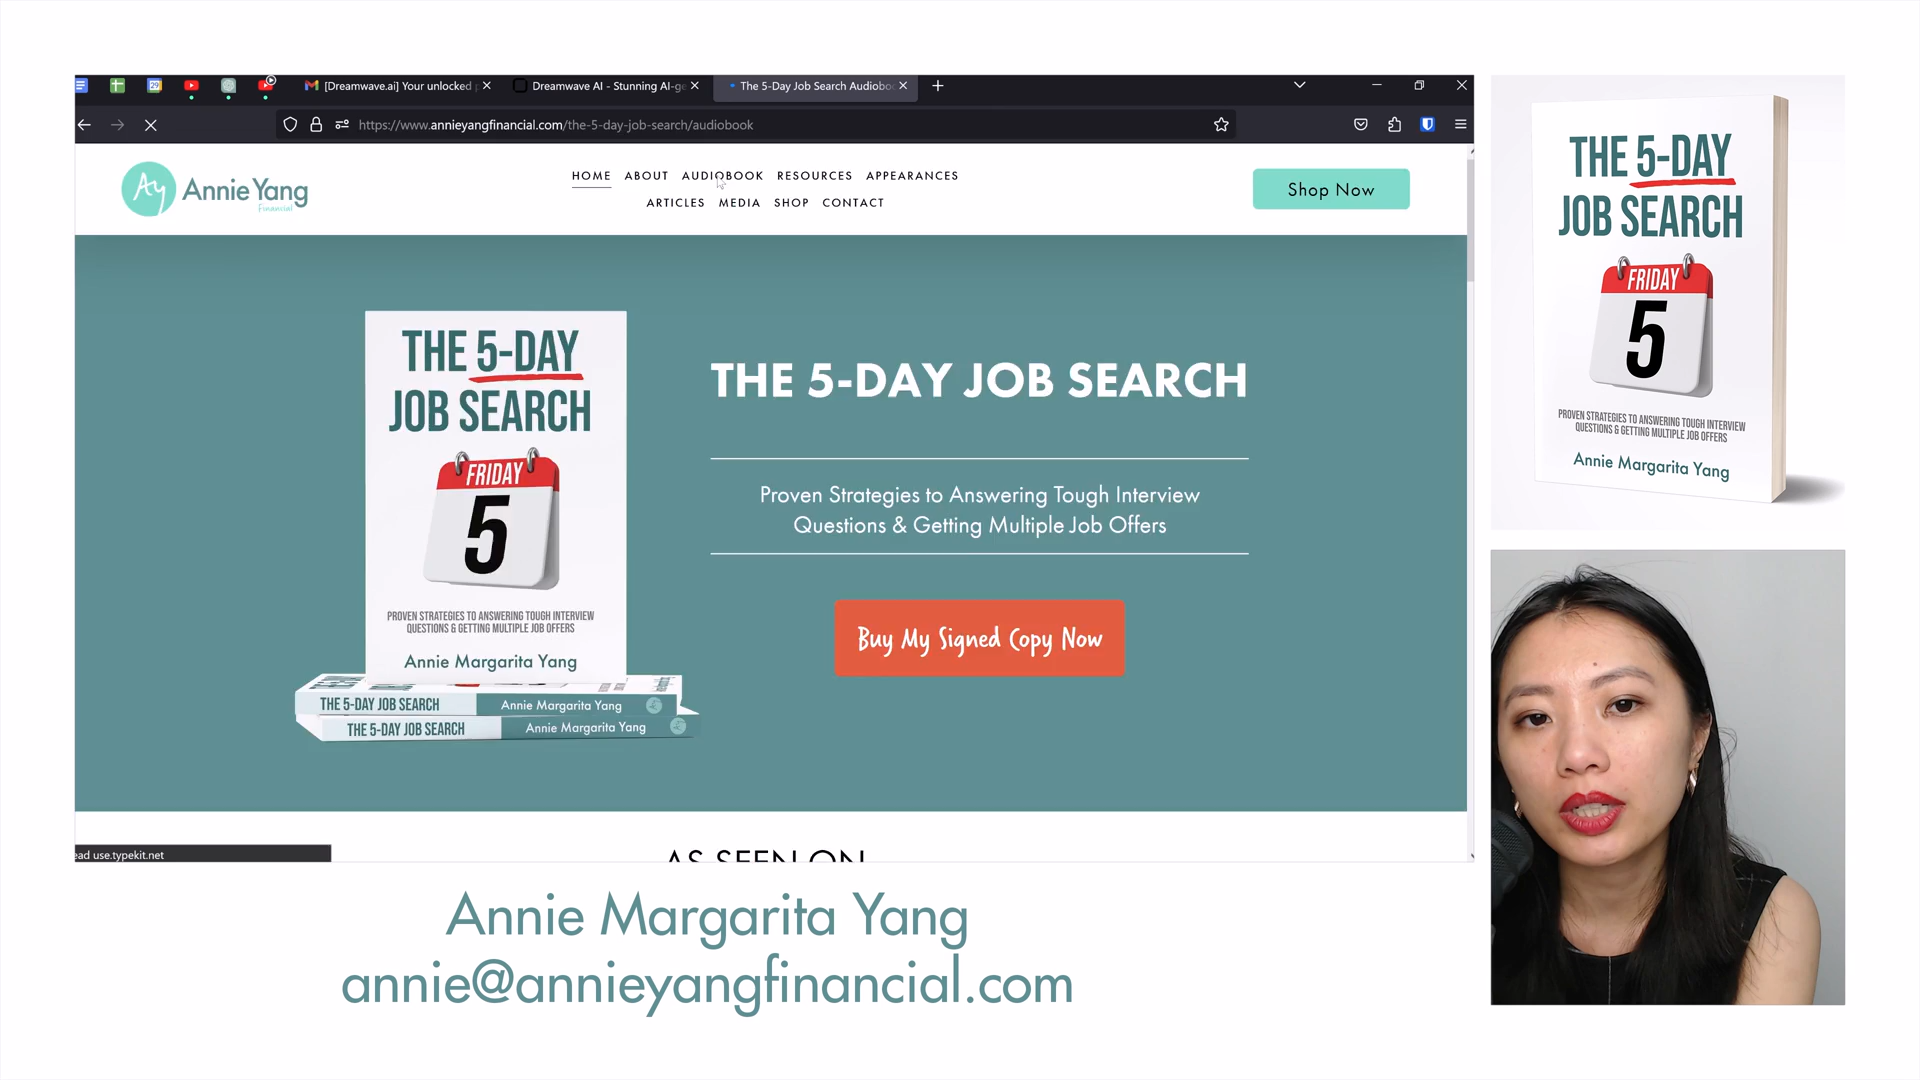 [Dreamwave.ai] Your unlocked
Dreamwave AI - Stunning AI-ge
The 5-Day Job Search Audiobo
https://www.annieyangfinancial.com/the-5-day-job-search/audiobook
Ay Annie Yang
Financial
HOME ABOUT AUDIOBOOK RESOURCES APPEARANCES
ARTICLES MEDIA SHOP CONTACT
Shop Now
THE 5-DAY
JOB SEARCH
FRIDAY
5
PROVEN STRATEGIES TO ANSWERING TOUGH INTERVIEW
QUESTIONS & GETTING MULTIPLE JOB OFFERS
Annie Margarita Yang
THE 5-DAY JOB SEARCH Annie Margarita Yang
THE 5-DAY JOB SEARCH Annie Margarita Yang
THE 5-DAY JOB SEARCH
Proven Strategies to Answering Tough Interview
Questions & Getting Multiple Job Offers
Buy My Signed Copy Now
AS SEEN ON
ead use.typekit.net
THE 5-DAY
JOB SEARCH
FRIDAY
5
PROVEN STRATEGIES TO ANSWERING TOUGH INTERVIEW
QUESTIONS & GETTING MULTIPLE JOB OFFERS
Annie Margarita Yang
Annie Margarita Yang
annie@annieyangfinancial.com